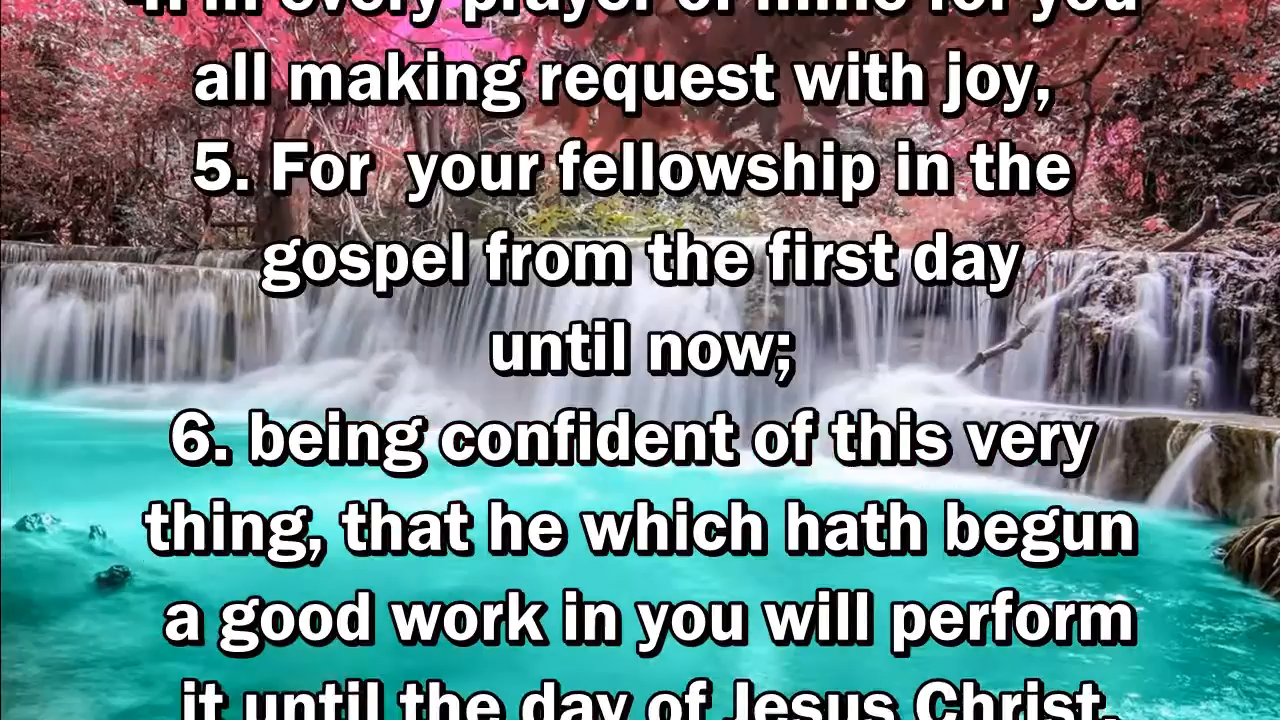 in every prayer of mine for you
all making request with joy,
5. For your fellowship in the
gospel from the first day
until now;
6. being confident of this very
thing, that he which hath begun
a good work in you will perform
it until the day of Jesus Christ.